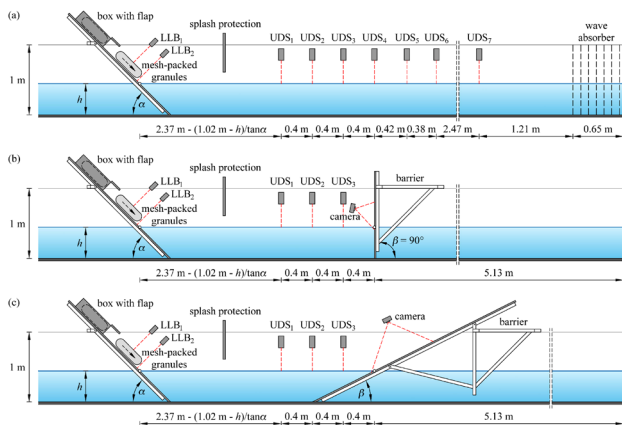 (a)
box with flap
LLB1
LLB2
mesh-packed
granules
splash protection
UDS1 UDS2 UDS3 UDS4 UDS5 UDS6 UDS7
wave
absorber
1 m
h
α
2.37 m - (1.02 m - h)/tanα 0.4 m 0.4 m 0.4 m 0.42 m 0.38 m 2.47 m 1.21 m 0.65 m
(b)
box with flap
LLB1
LLB2
mesh-packed
granules
splash
protection
UDS1 UDS2 UDS3
camera
barrier
1 m
h
α
β = 90°
2.37 m - (1.02 m - h)/tanα 0.4 m 0.4 m 0.4 m 5.13 m
(c)
box with flap
LLB1
LLB2
mesh-packed
granules
splash
protection
UDS1 UDS2 UDS3
camera
barrier
1 m
h
α
β
2.37 m - (1.02 m - h)/tanα 0.4 m 0.4 m 0.4 m 5.13 m